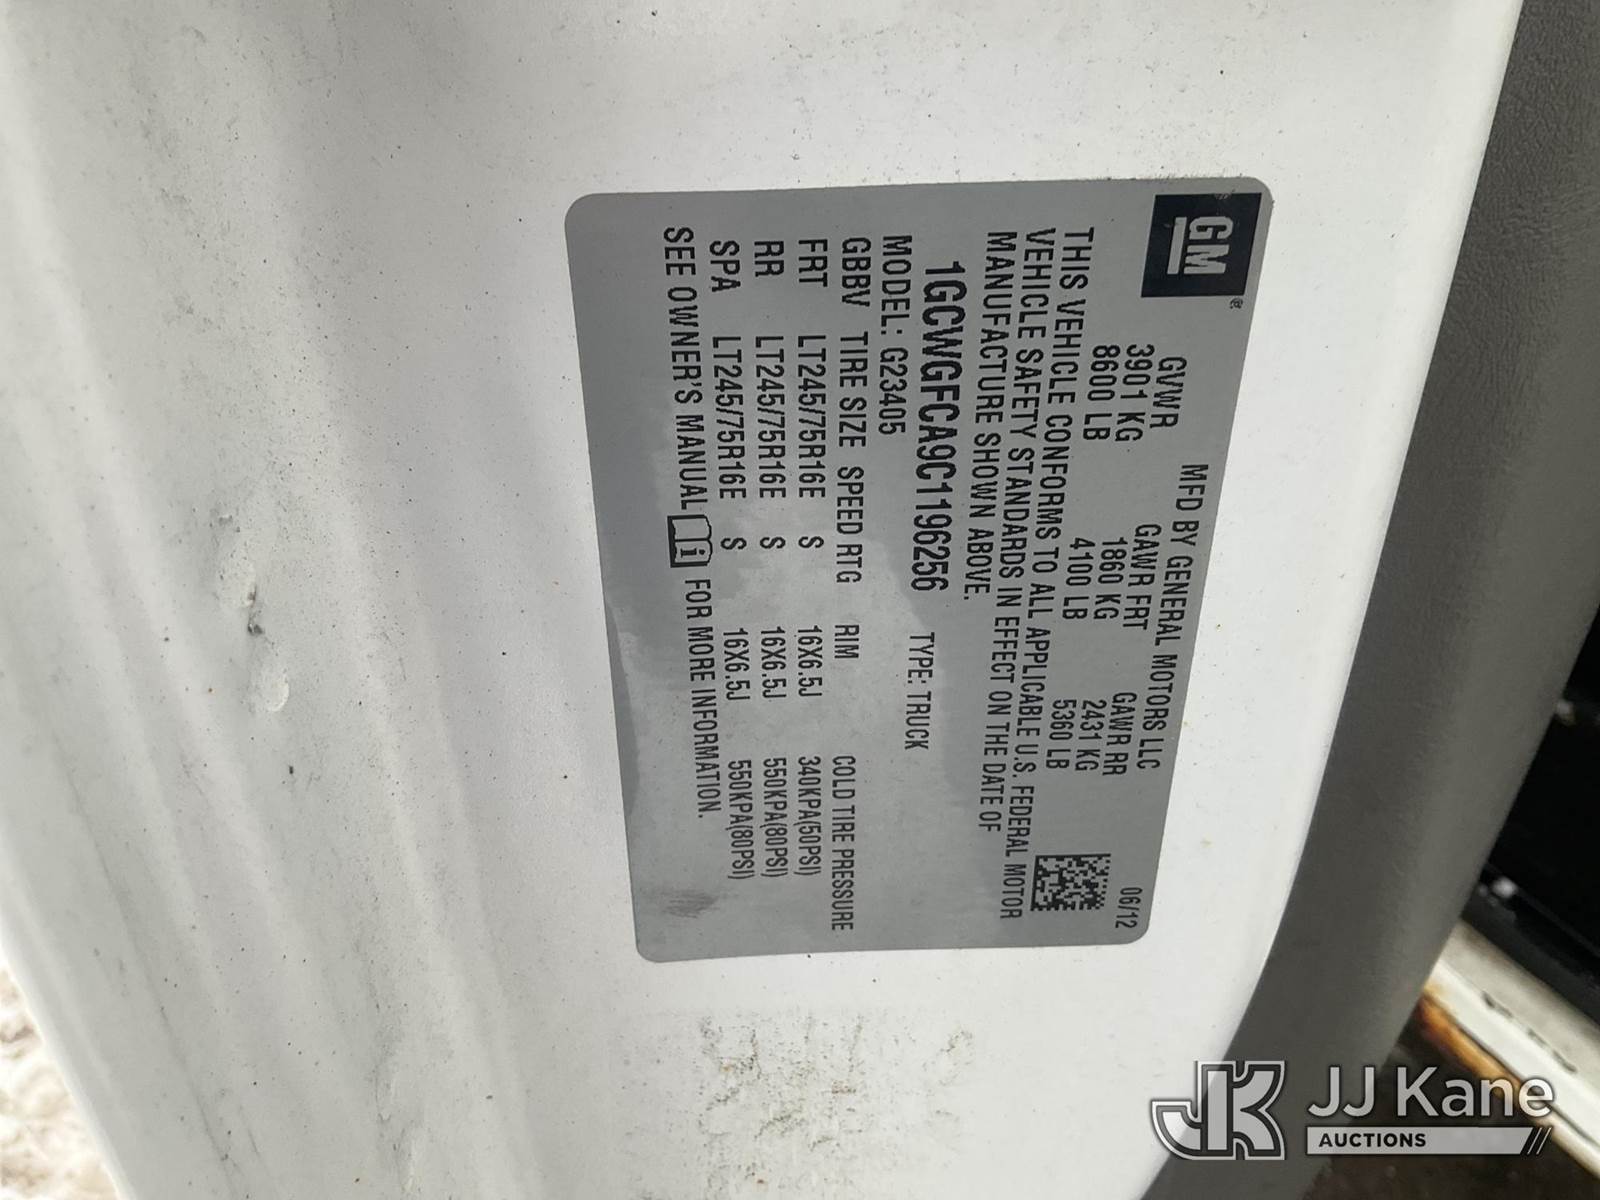 GM®
MFD BY GENERAL MOTORS LLC 06/12
GVWR GAWR FRT GAWR RR
3901 KG 1860 KG 2431 KG
8600 LB 4100 LB 5360 LB
THIS VEHICLE CONFORMS TO ALL APPLICABLE U.S. FEDERAL MOTOR
VEHICLE SAFETY STANDARDS IN EFFECT ON THE DATE OF
MANUFACTURE SHOWN ABOVE.
1GCWGFCA9C1196256 TYPE: TRUCK
MODEL: G23405
GBBV TIRE SIZE SPEED RTG RIM COLD TIRE PRESSURE
FRT LT245/75R16E S 16X6.5J 340KPA(50PSI)
RR LT245/75R16E S 16X6.5J 550KPA(80PSI)
SPA LT245/75R16E S 16X6.5J 550KPA(80PSI)
SEE OWNER'S MANUAL i FOR MORE INFORMATION.
JK JJ Kane
AUCTIONS